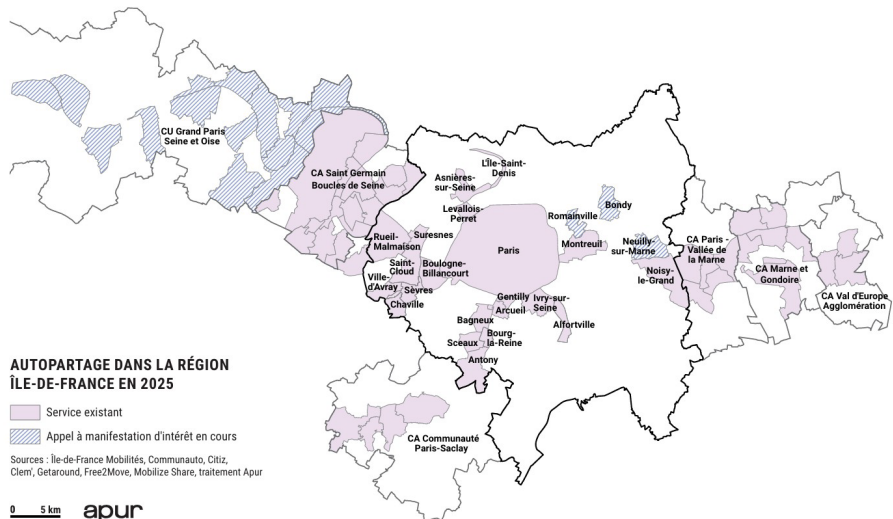 CU Grand Paris
Seine et Oise
CA Saint Germain
Boucles de Seine
L'Île-Saint-
Denis
Asnières-
sur-Seine
Levallois-
Perret
Bondy
Romainville
Suresnes
Rueil-
Malmaison
Paris
Montreuil
Neuilly-
sur-Marne
CA Paris -
Vallée de
la Marne
Saint-
Cloud
Boulogne-
Billancourt
Noisy-
le-Grand
CA Marne et
Gondoire
Ville-
d'Avray
Sèvres
CA Val d'Europe
Agglomération
Chaville
Gentilly
Ivry-sur-
Seine
Arcueil
Bagneux
Alfortville
Bourg-
la-Reine
Sceaux
Antony
CA Communauté
Paris-Saclay
AUTOPARTAGE DANS LA RÉGION
ÎLE-DE-FRANCE EN 2025
Service existant
Appel à manifestation d'intérêt en cours
Sources : Île-de-France Mobilités, Communauto, Citiz,
Clem', Getaround, Free2Move, Mobilize Share, traitement Apur
0 5 km
apur